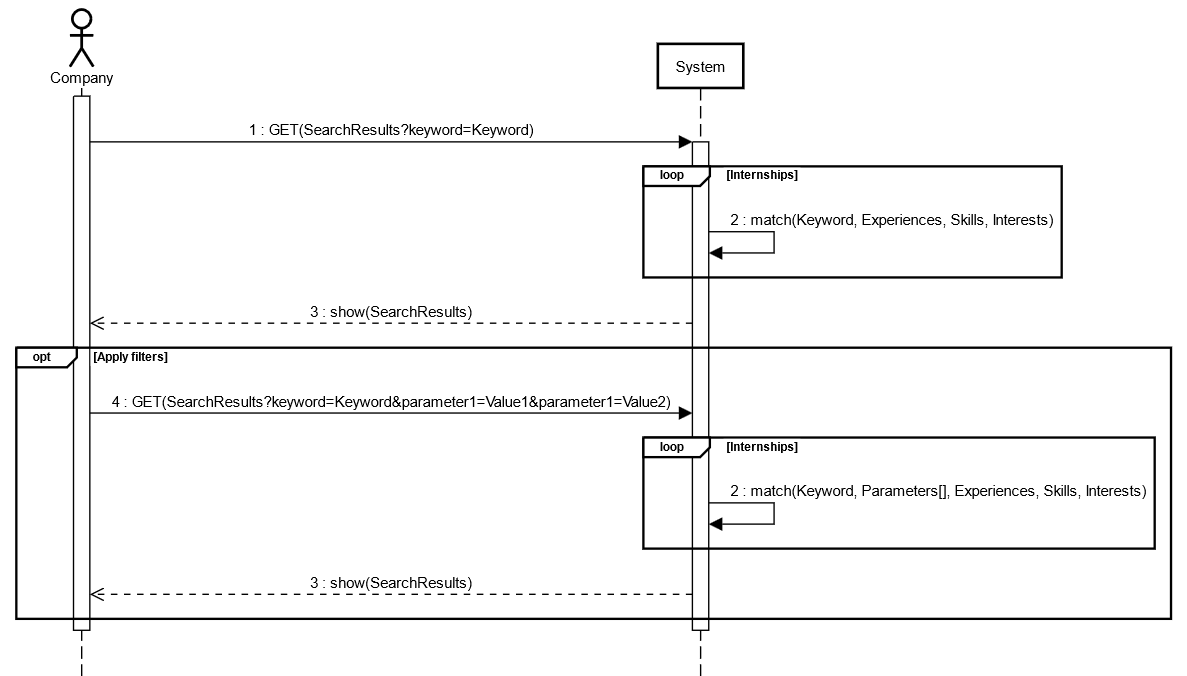 Company
System
1 : GET(SearchResults?keyword=Keyword)
loop [Internships]
2 : match(Keyword, Experiences, Skills, Interests)
3 : show(SearchResults)
opt [Apply filters]
4 : GET(SearchResults?keyword=Keyword&parameter1=Value1&parameter1=Value2)
loop [Internships]
2 : match(Keyword, Parameters[], Experiences, Skills, Interests)
3 : show(SearchResults)